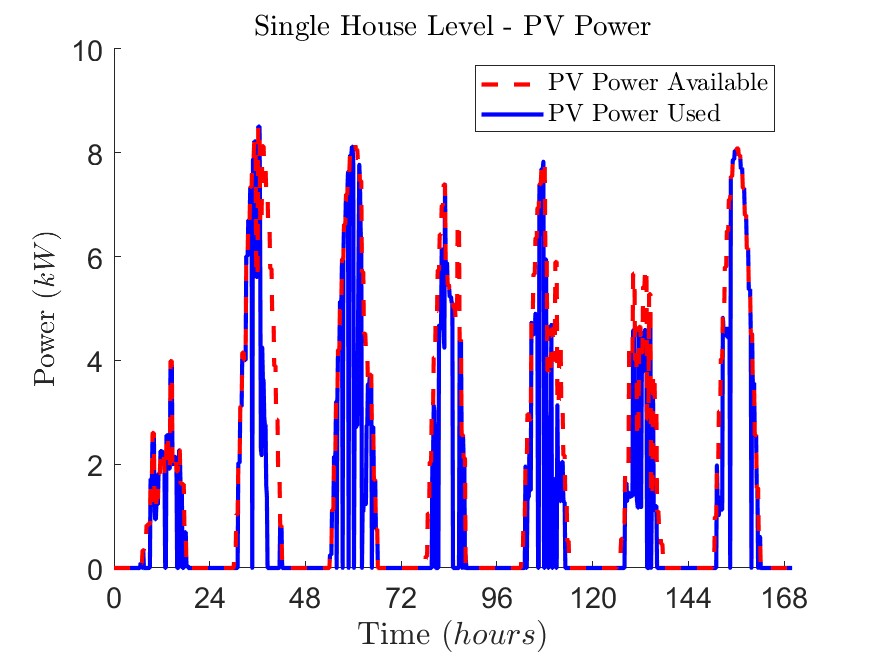 Single House Level - PV Power
10
8
6
4
2
0
Power (kW)
PV Power Available
PV Power Used
0 24 48 72 96 120 144 168
Time (hours)